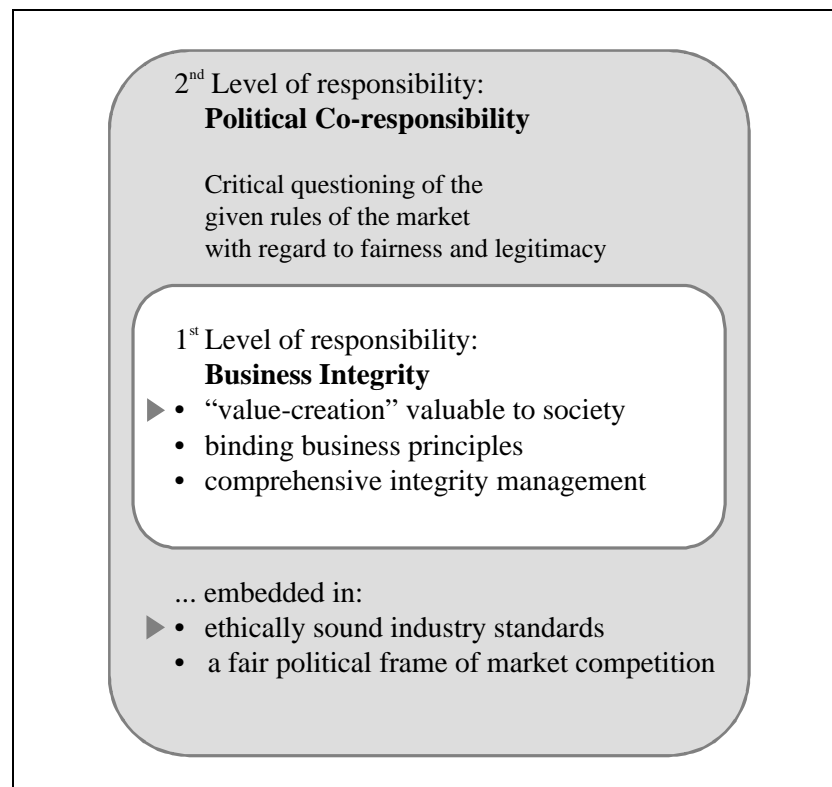 2nd Level of responsibility:
Political Co-responsibility
Critical questioning of the
given rules of the market
with regard to fairness and legitimacy
1st Level of responsibility:
Business Integrity
• “value-creation” valuable to society
• binding business principles
• comprehensive integrity management
... embedded in:
• ethically sound industry standards
• a fair political frame of market competition